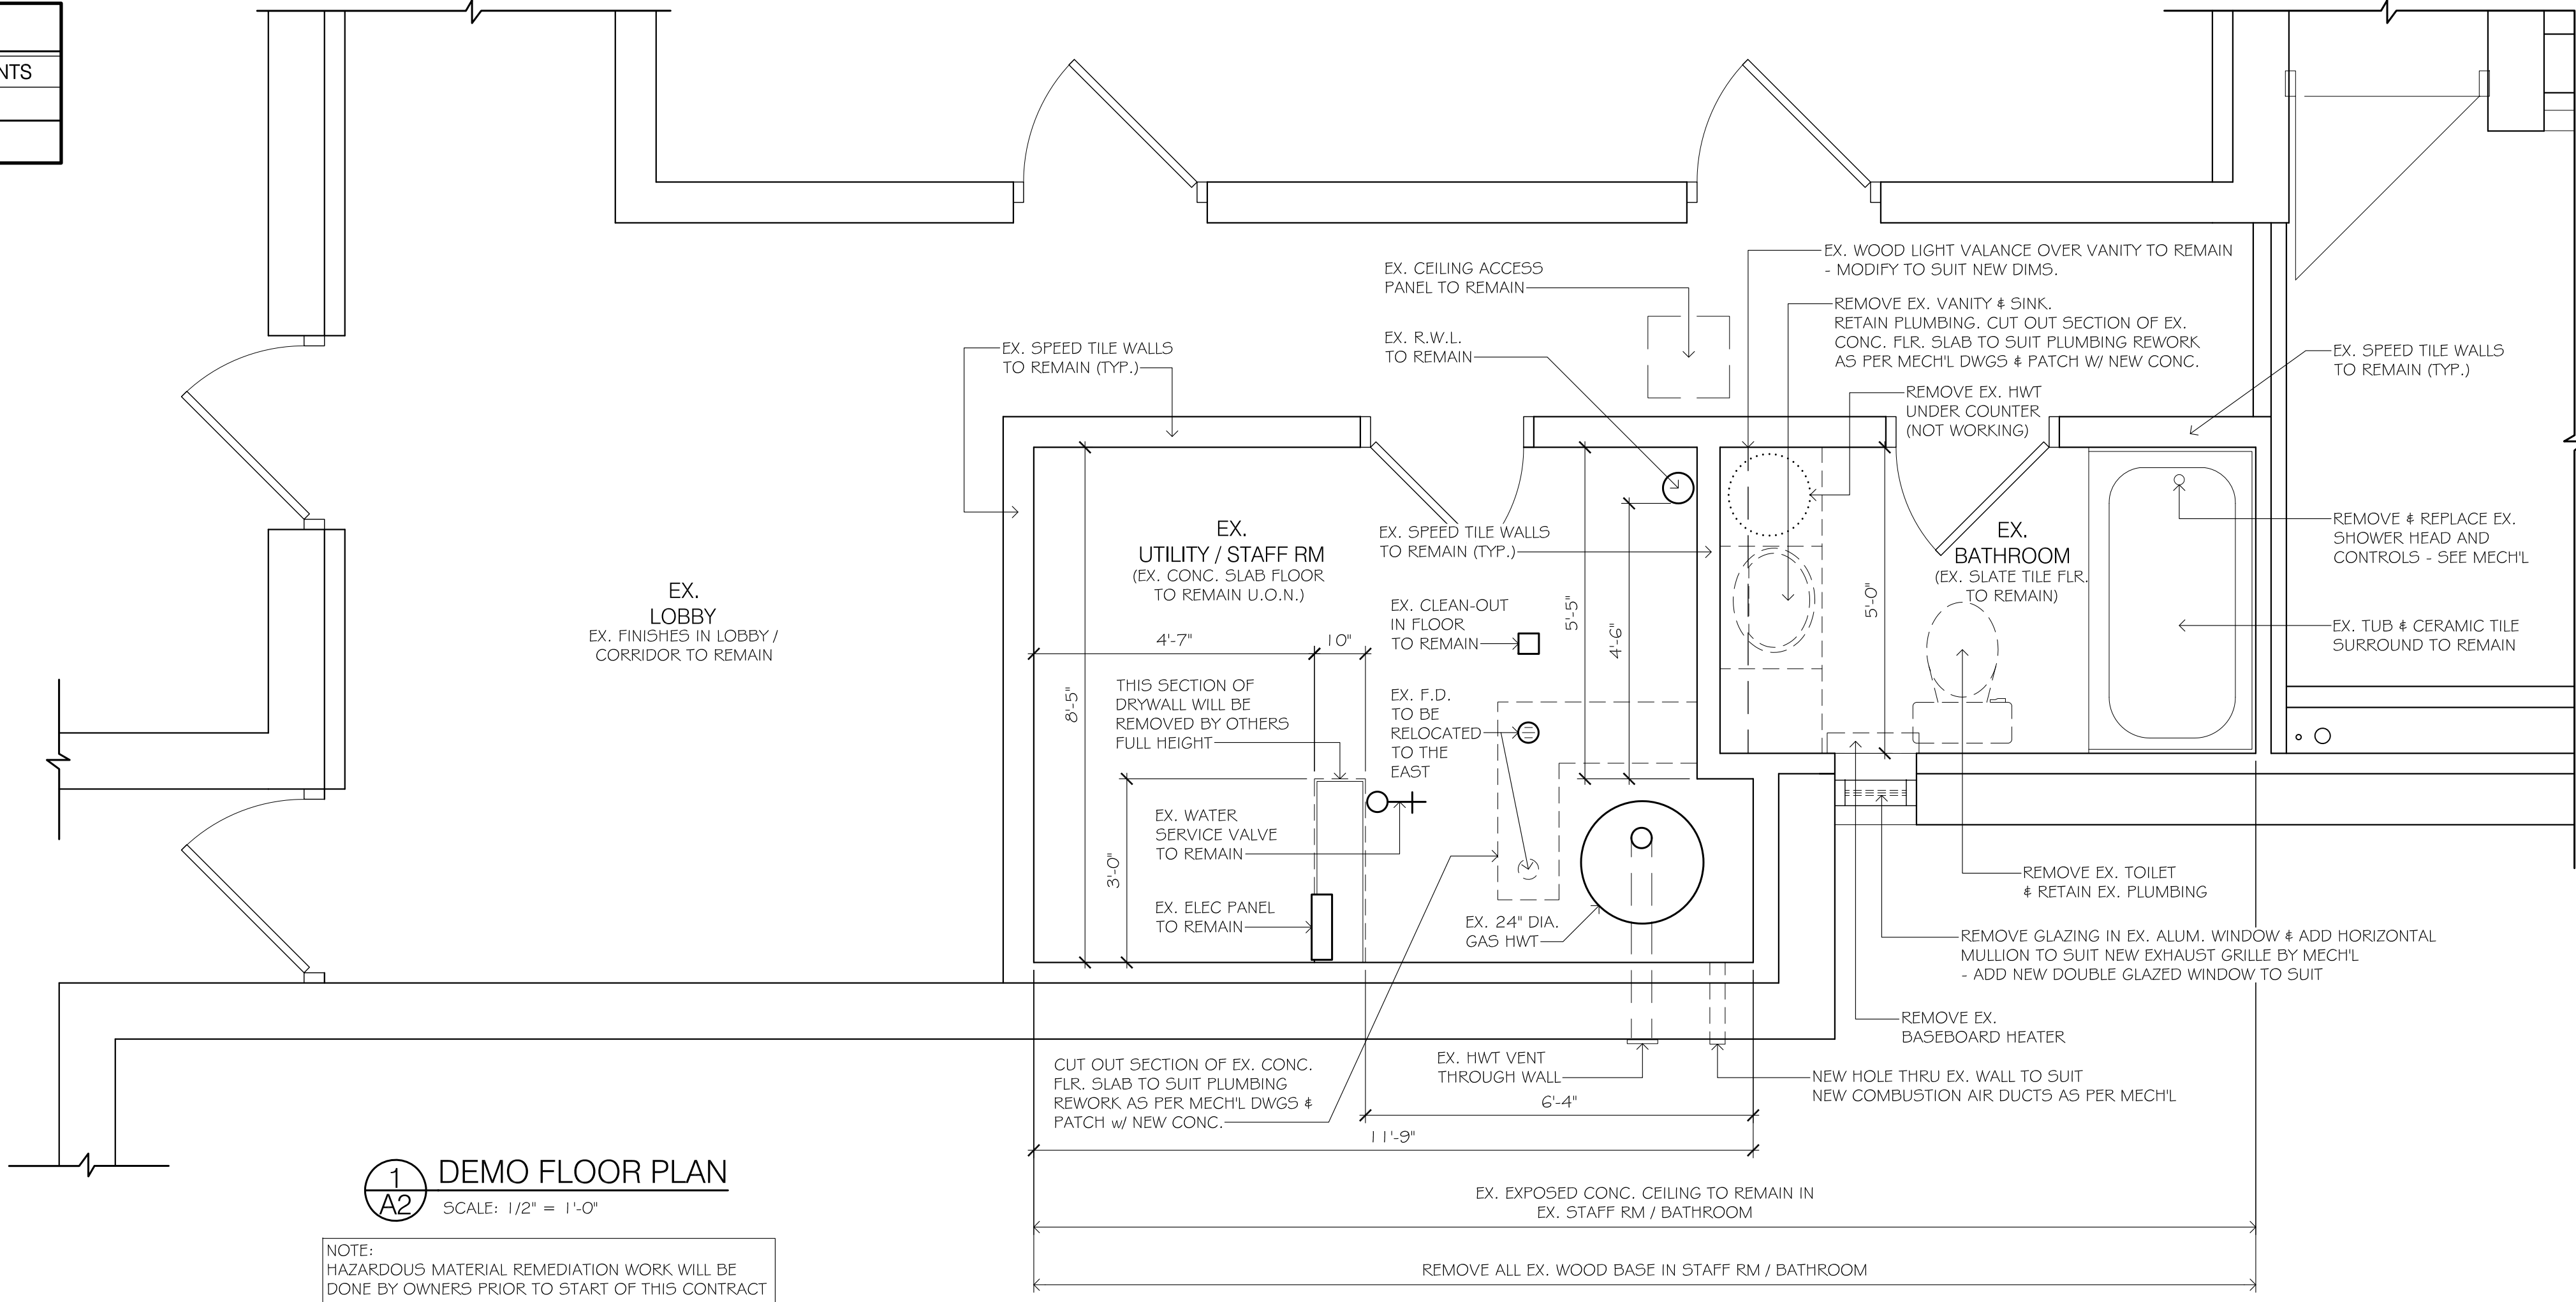 NTS
EX. WOOD LIGHT VALANCE OVER VANITY TO REMAIN
- MODIFY TO SUIT NEW DIMS.
EX. CEILING ACCESS
PANEL TO REMAIN
REMOVE EX. VANITY & SINK.
RETAIN PLUMBING. CUT OUT SECTION OF EX.
CONC. FLR. SLAB TO SUIT PLUMBING REWORK
AS PER MECH'L DWGS & PATCH W/ NEW CONC.
EX. R.W.L.
TO REMAIN
EX. SPEED TILE WALLS
TO REMAIN (TYP.)
EX. SPEED TILE WALLS
TO REMAIN (TYP.)
REMOVE EX. HWT
UNDER COUNTER
(NOT WORKING)
EX.
UTILITY / STAFF RM
(EX. CONC. SLAB FLOOR
TO REMAIN U.O.N.)
EX. SPEED TILE WALLS
TO REMAIN (TYP.)
EX.
BATHROOM
(EX. SLATE TILE FLR.
TO REMAIN)
REMOVE & REPLACE EX.
SHOWER HEAD AND
CONTROLS - SEE MECH'L
EX.
LOBBY
EX. FINISHES IN LOBBY /
CORRIDOR TO REMAIN
EX. CLEAN-OUT
IN FLOOR
TO REMAIN
5'-5"
4'-6"
5'-0"
EX. TUB & CERAMIC TILE
SURROUND TO REMAIN
4'-7"
10"
8'-5"
THIS SECTION OF
DRYWALL WILL BE
REMOVED BY OTHERS
FULL HEIGHT
EX. F.D.
TO BE
RELOCATED
TO THE
EAST
3'-0"
EX. WATER
SERVICE VALVE
TO REMAIN
EX. ELEC PANEL
TO REMAIN
EX. 24" DIA.
GAS HWT
REMOVE EX. TOILET
& RETAIN EX. PLUMBING
REMOVE GLAZING IN EX. ALUM. WINDOW & ADD HORIZONTAL
MULLION TO SUIT NEW EXHAUST GRILLE BY MECH'L
- ADD NEW DOUBLE GLAZED WINDOW TO SUIT
REMOVE EX.
BASEBOARD HEATER
CUT OUT SECTION OF EX. CONC.
FLR. SLAB TO SUIT PLUMBING
REWORK AS PER MECH'L DWGS &
PATCH w/ NEW CONC.
EX. HWT VENT
THROUGH WALL
NEW HOLE THRU EX. WALL TO SUIT
NEW COMBUSTION AIR DUCTS AS PER MECH'L
6'-4"
11'-9"
1
A2
DEMO FLOOR PLAN
SCALE: 1/2" = 1'-0"
EX. EXPOSED CONC. CEILING TO REMAIN IN
EX. STAFF RM / BATHROOM
NOTE:
HAZARDOUS MATERIAL REMEDIATION WORK WILL BE
DONE BY OWNERS PRIOR TO START OF THIS CONTRACT
REMOVE ALL EX. WOOD BASE IN STAFF RM / BATHROOM